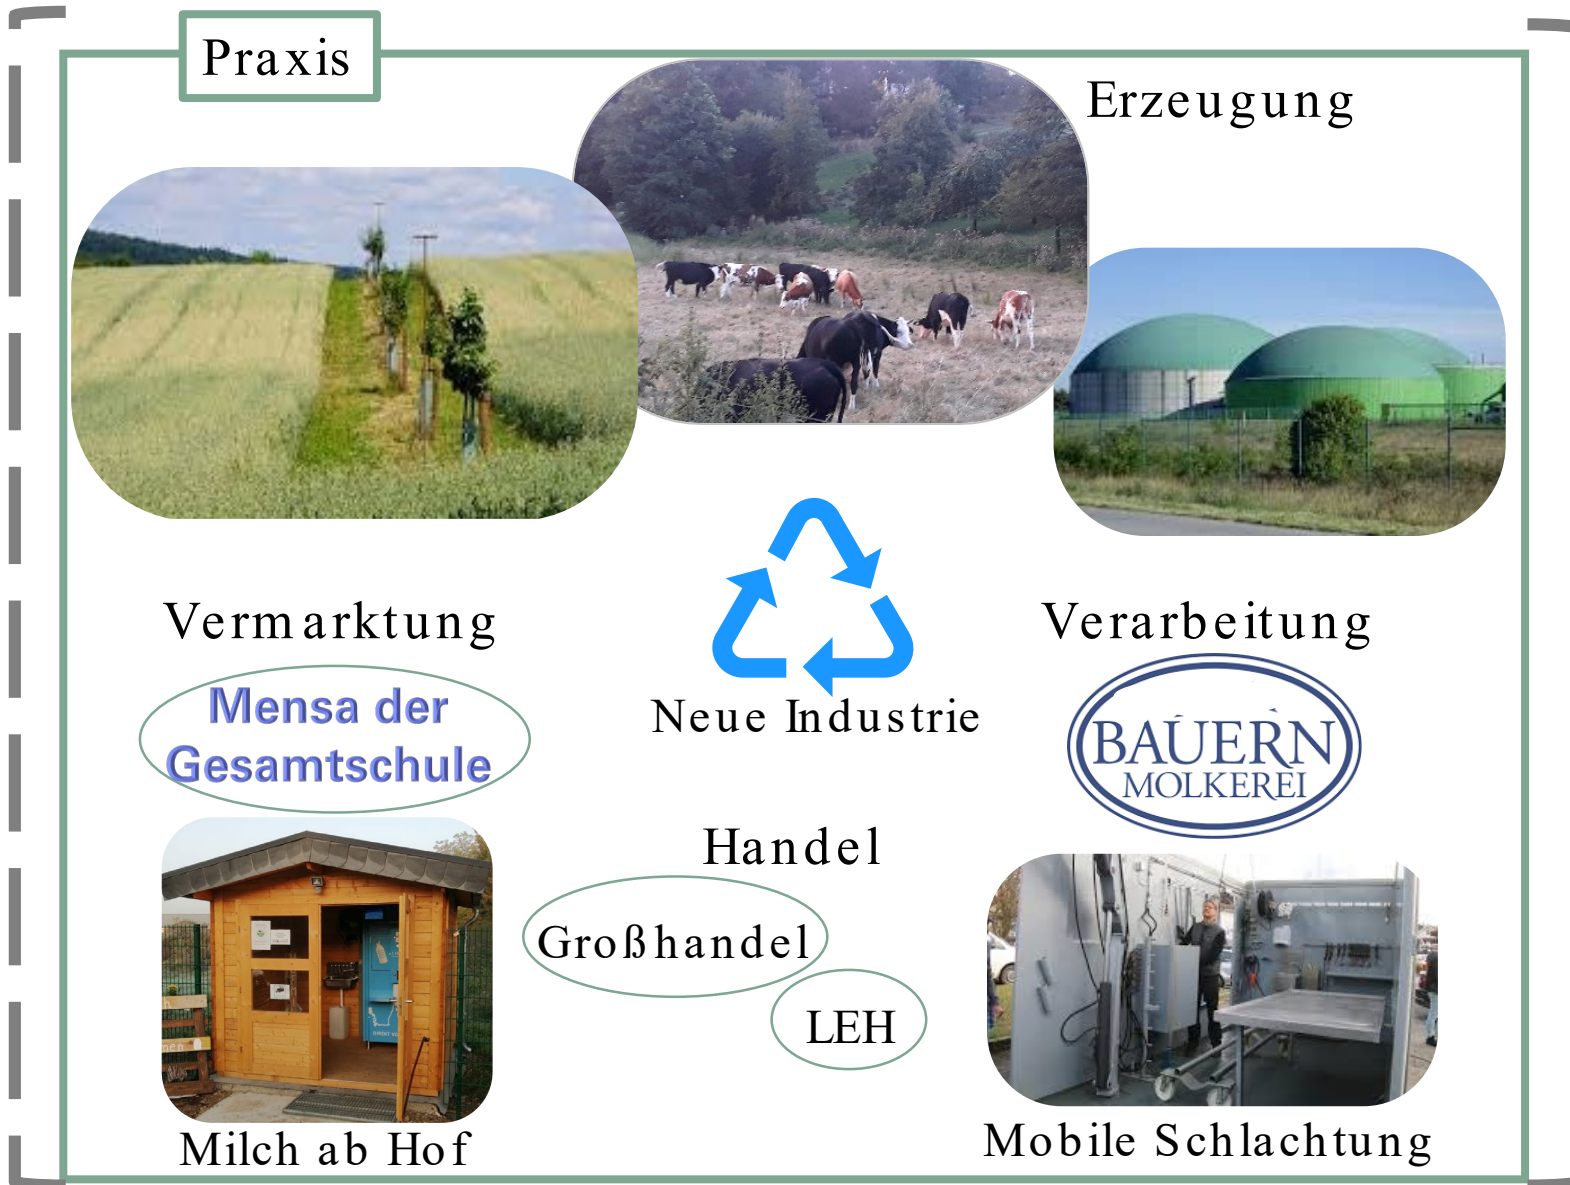 Praxis
Erzeugung
Vermarktung
Mensa der
Gesamtschule
Neue Industrie
Verarbeitung
BAUERN
MOLKEREI
Handel
Großhandel
LEH
Milch ab Hof
Mobile Schlachtung